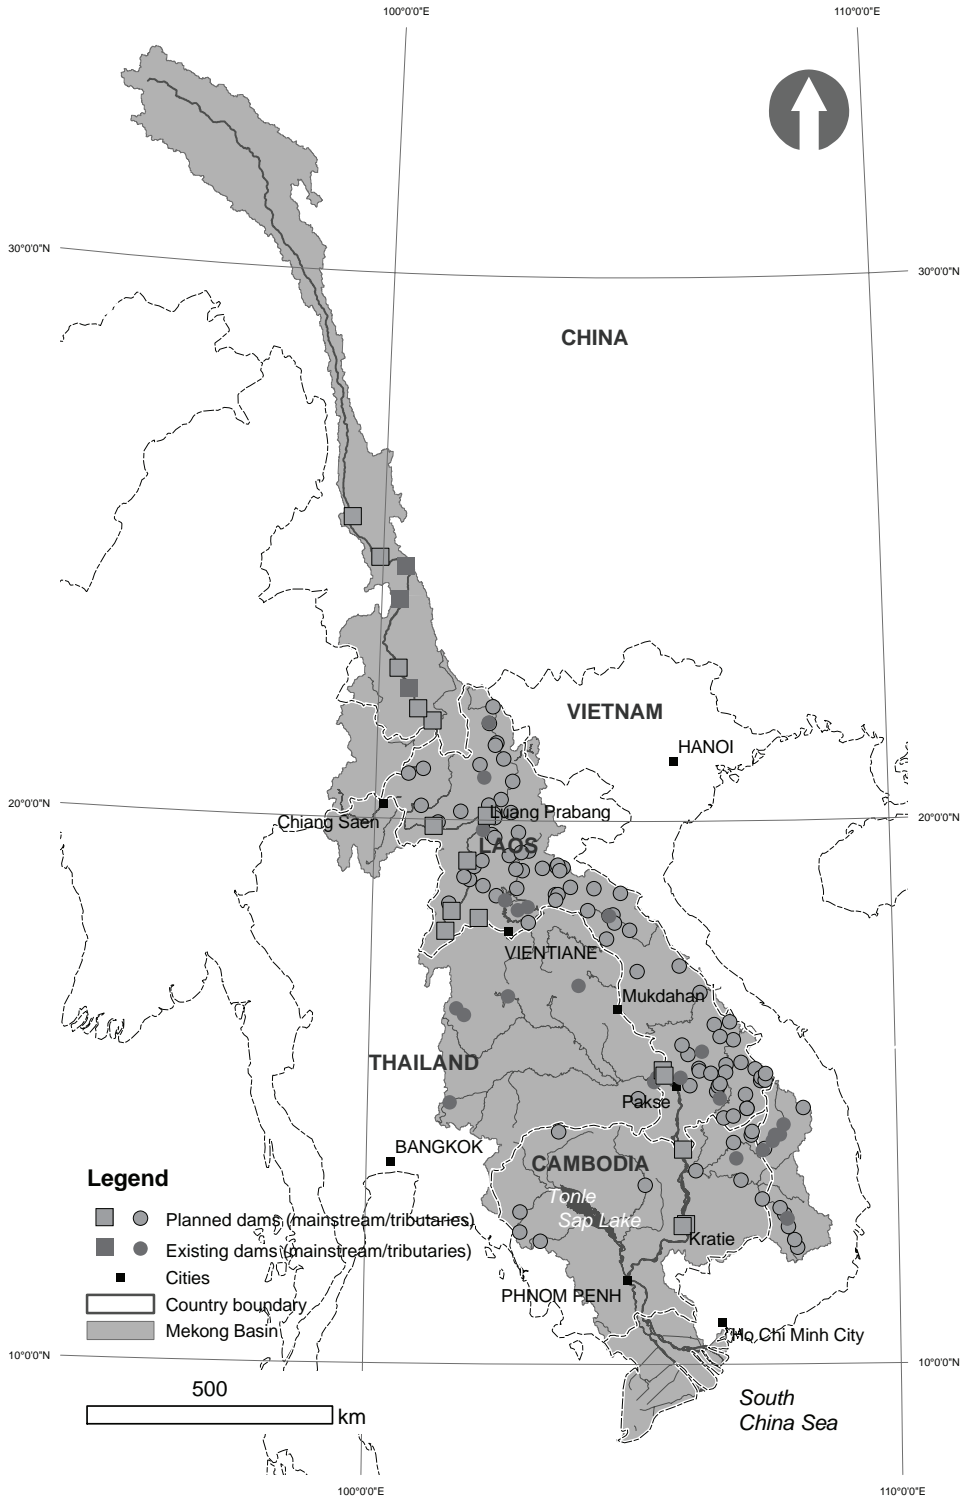 100°0'0"E
110°0'0"E
30°0'0"N
30°0'0"N
CHINA
VIETNAM
HANOI
20°0'0"N
20°0'0"N
Chiang Saen
Luang Prabang
LAOS
VIENTIANE
Mukdahan
THAILAND
Pakse
BANGKOK
CAMBODIA
Legend
Tonle
Sap Lake
Planned dams (mainstream/tributaries)
Existing dams (mainstream/tributaries)
Kratie
Cities
PHNOM PENH
Country boundary
Mekong Basin
Ho Chi Minh City
10°0'0"N
10°0'0"N
500
km
South
China Sea
100°0'0"E
110°0'0"E